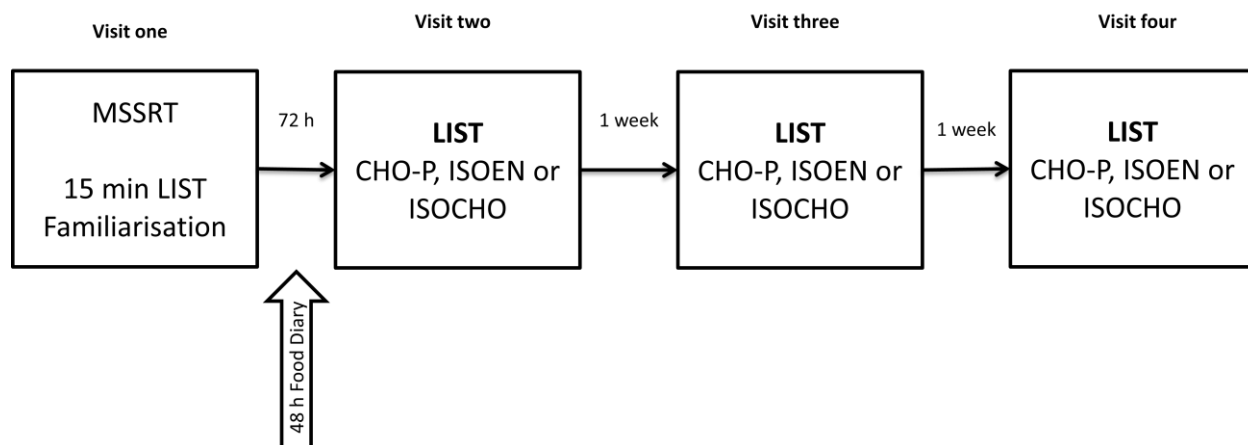 Visit one
MSSRT
15 min LIST
Familiarisation
72 h
48 h Food Diary
Visit two
LIST
CHO-P, ISOEN or
ISOCHO
1 week
Visit three
LIST
CHO-P, ISOEN or
ISOCHO
1 week
Visit four
LIST
CHO-P, ISOEN or
ISOCHO